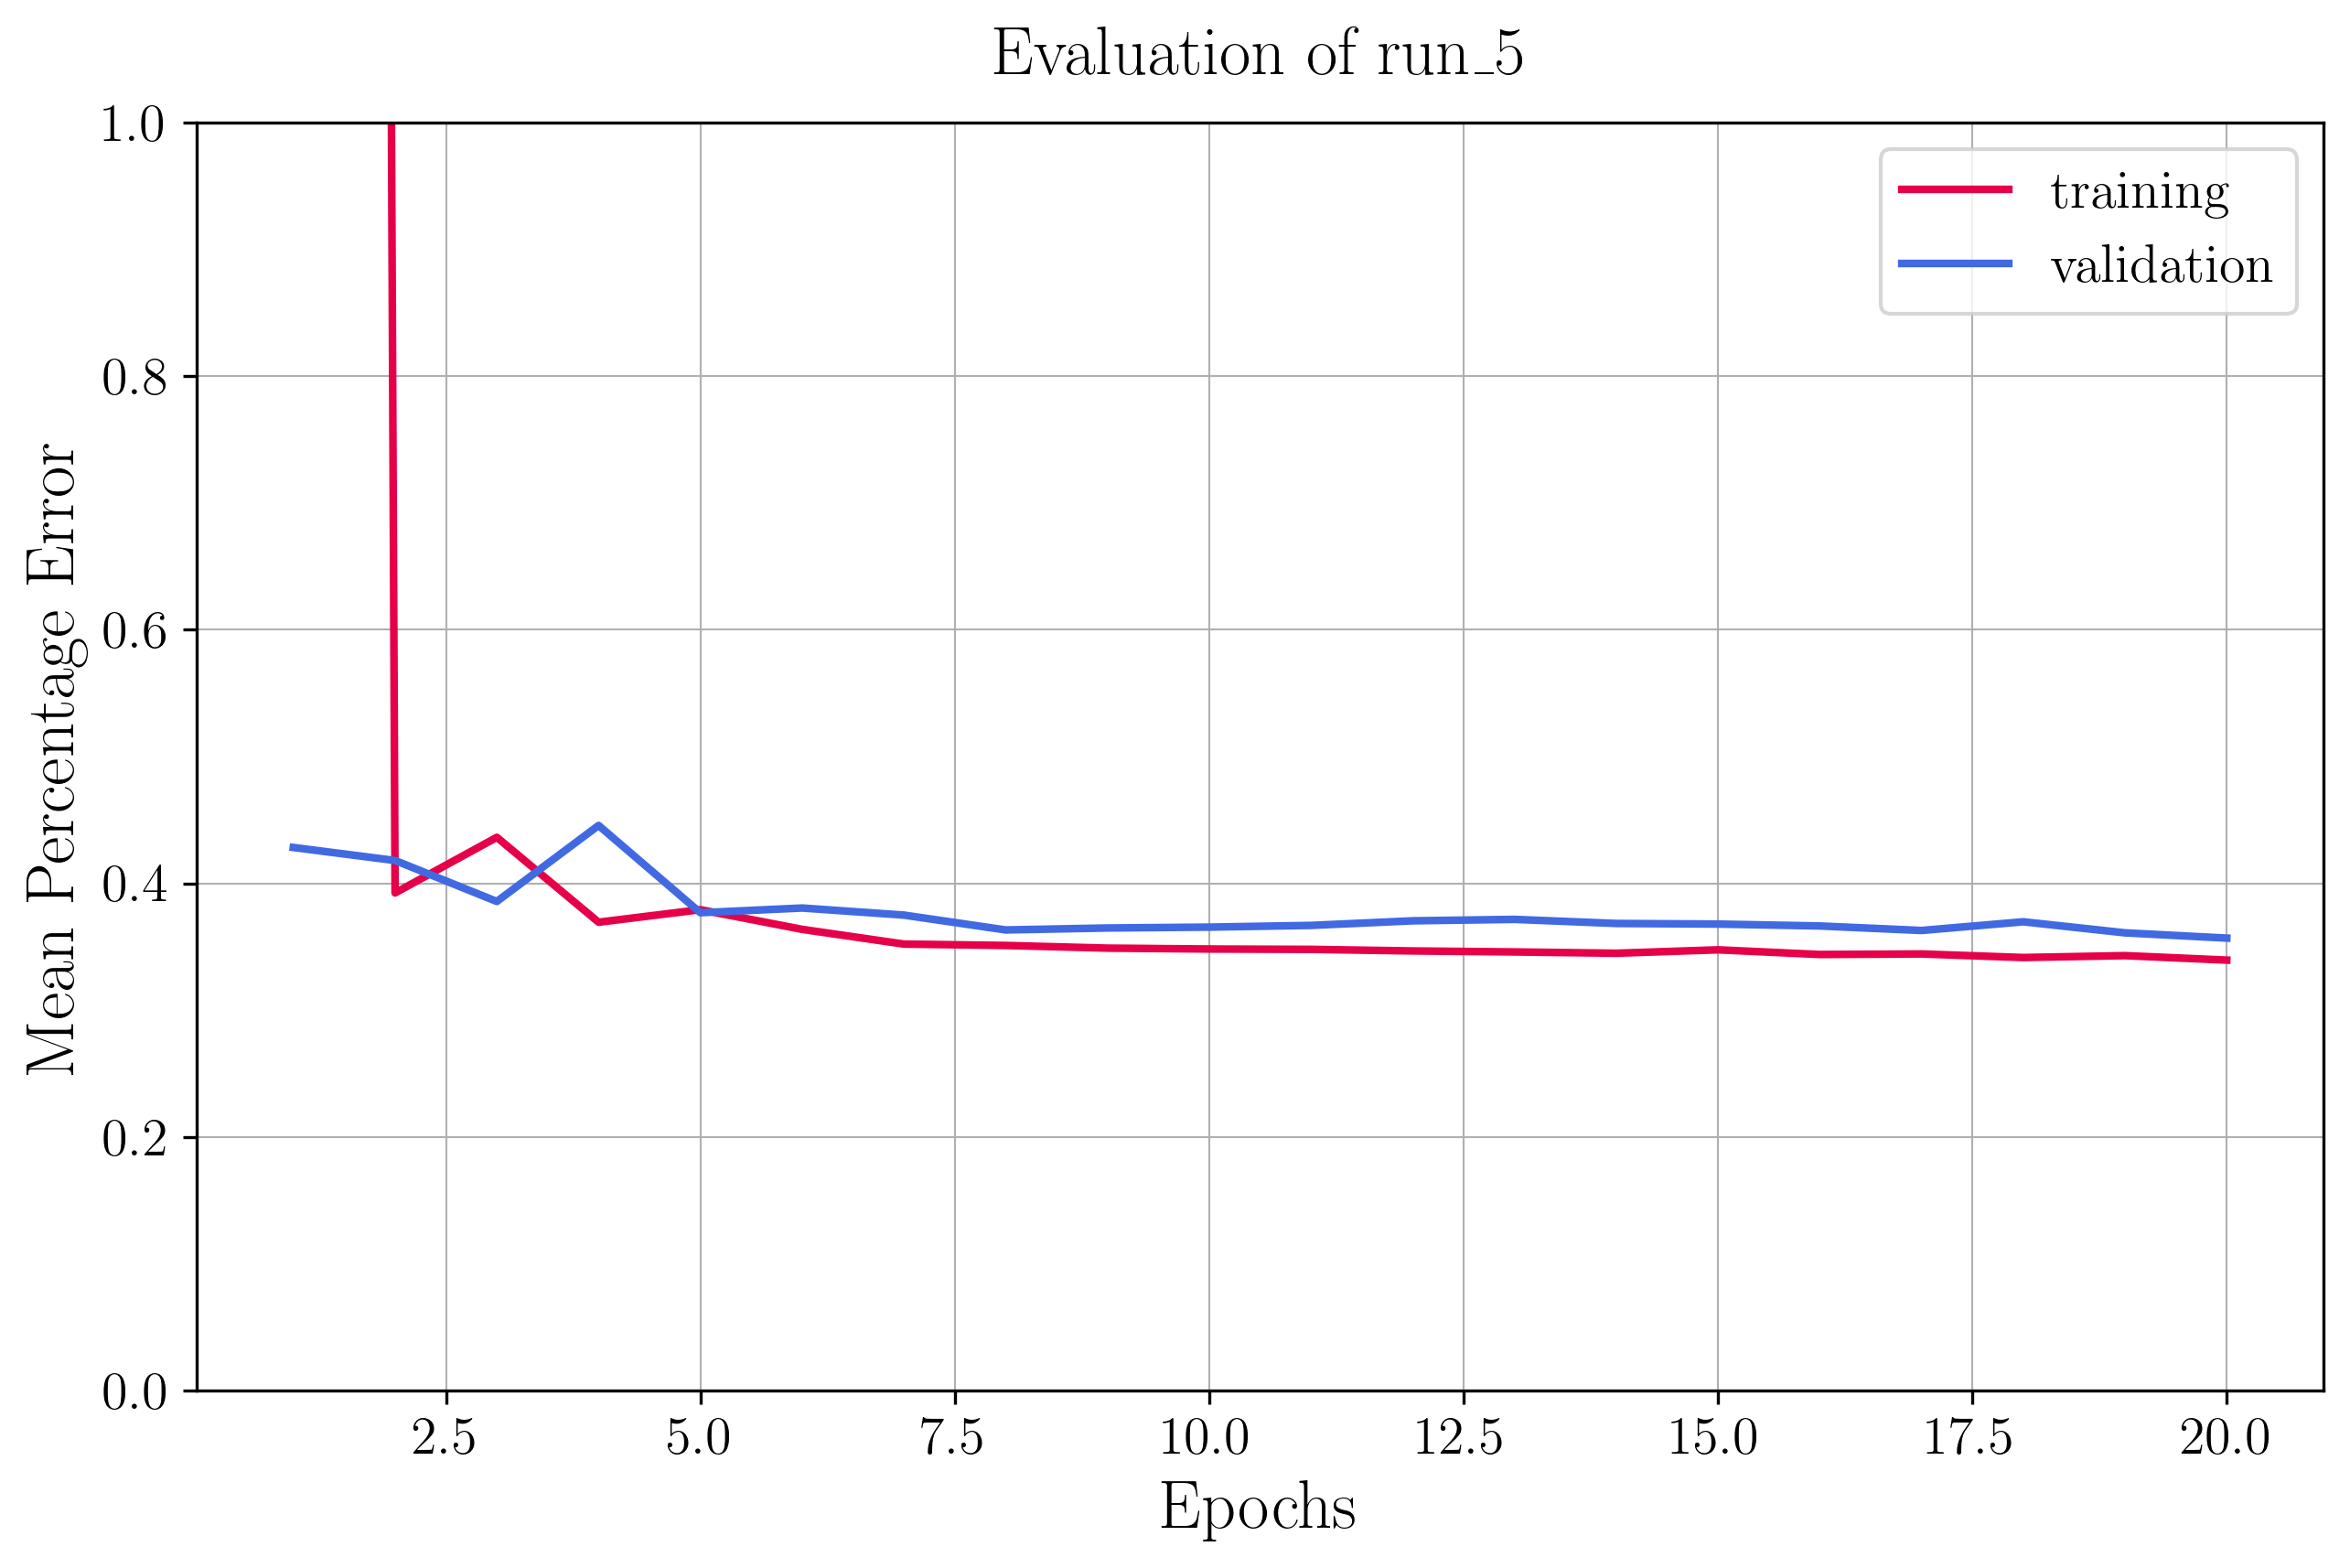 Evaluation of run_5
1.0
0.8
0.6
0.4
0.2
0.0
Mean Percentage Error
training
validation
2.5 5.0 7.5 10.0 12.5 15.0 17.5 20.0
Epochs